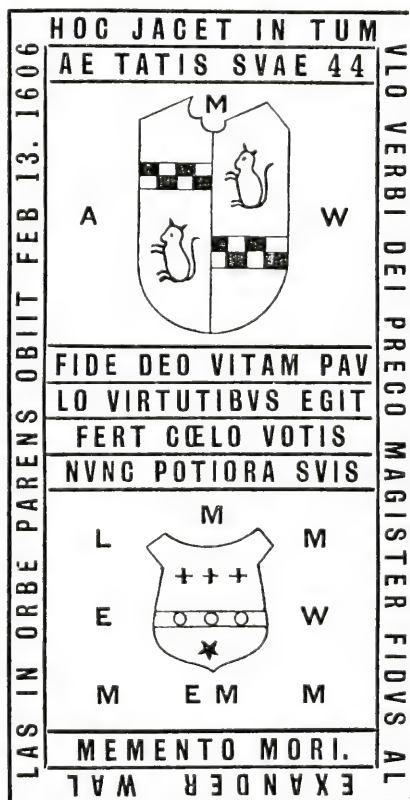 HOC JACET IN TUM
VLO VERBI DEI PRECO MAGISTER FIDVS AL
EXANDER WAL
LAS IN ORBE PARENS OBIIT FEB 13. 1606
AE TATIS SVAE 44
M
A W
FIDE DEO VITAM PAV
LO VIRTUTIBVS EGIT
FERT CŒLO VOTIS
NVNC POTIORA SVIS
M
L M
E W
M E M M
MEMENTO MORI.